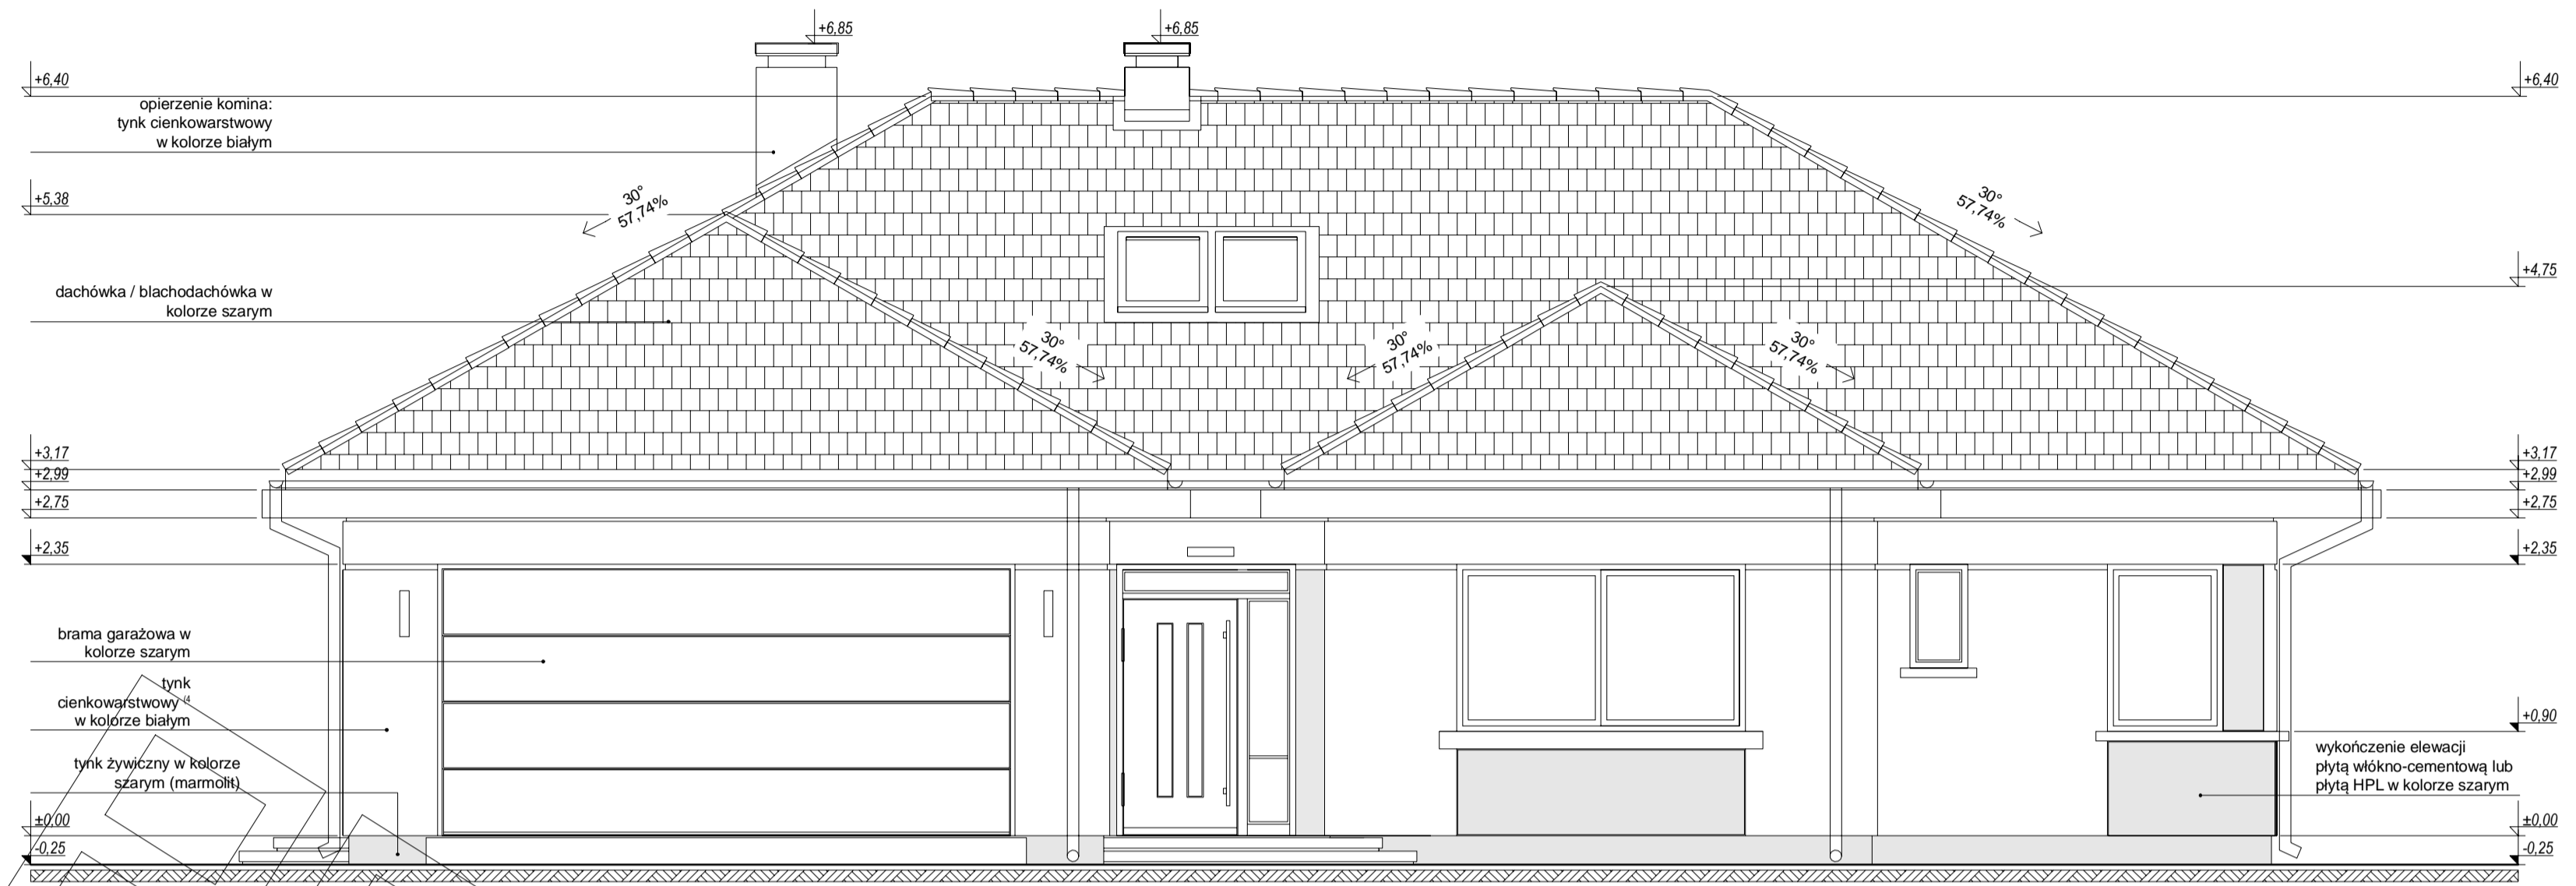 +6,85
+6,85
+6,40
+6,40
opierzenie komina:
tynk cienkowarstwowy
w kolorze białym
+5,38
30°
57,74%
30°
57,74%
+4,75
dachówka / blachodachówka w
kolorze szarym
30°
57,74%
30°
57,74%
30°
57,74%
+3,17
+2,99
+2,75
+2,35
+3,17
+2,99
+2,75
+2,35
brama garażowa w
kolorze szarym
tynk
cienkowarstwowy
w kolorze białym
tynk żywiczny w kolorze
szarym (marmolit)
+0,90
wykończenie elewacji
płytą włókno-cementową lub
płytą HPL w kolorze szarym
±0,00
-0,25
±0,00
-0,25